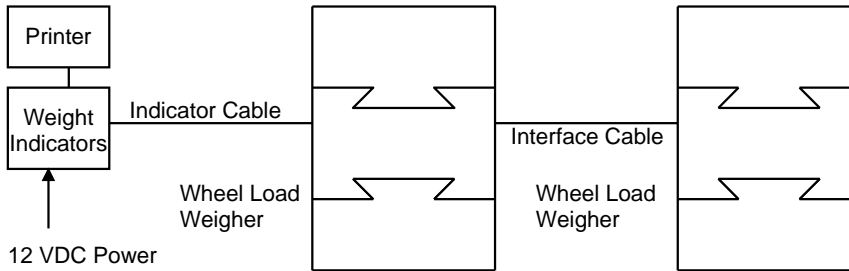 Printer
Weight
Indicators
Indicator Cable
Interface Cable
Wheel Load
Weigher
Wheel Load
Weigher
12 VDC Power